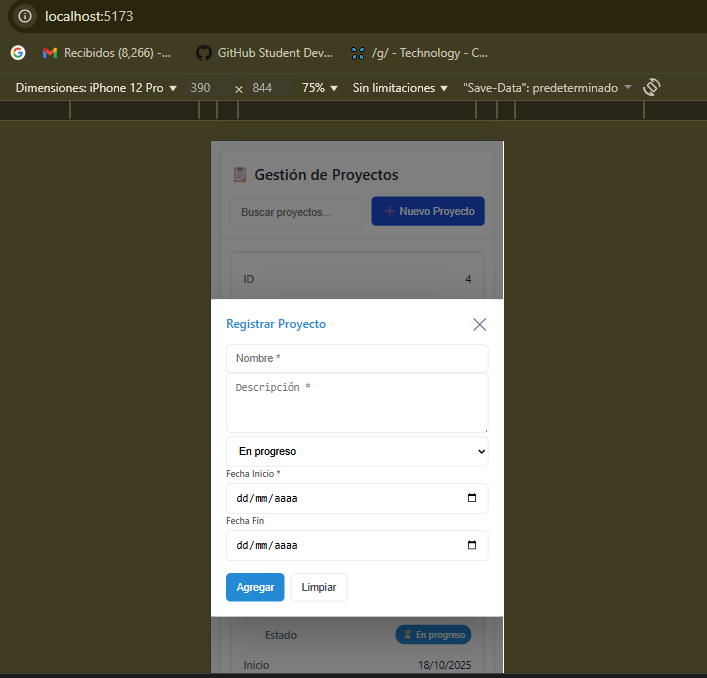 localhost:5173
Recibidos (8,266) -... GitHub Student Dev... /g/ - Technology - C...
Dimensiones: iPhone 12 Pro 390 × 844 75% Sin limitaciones "Save-Data": predeterminado
Gestión de Proyectos
Buscar proyectos... Nuevo Proyecto
ID 4
Registrar Proyecto
Nombre *
Descripción *
En progreso
Fecha Inicio *
dd/mm/aaaa
Fecha Fin
dd/mm/aaaa
Agregar Limpiar
Estado En progreso
Inicio 18/10/2025